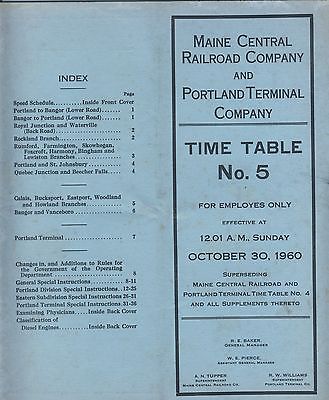 INDEX
Page
Speed Schedule..........Inside Front Cover
Portland to Bangor (Lower Road) ..... 1
Bangor to Portland (Lower Road) ..... 1
Royal Junction and Waterville
(Back Road) ..................... 2
Rockland Branch ..................... 2
Rumford, Farmington, Skowhegan,
Foxcroft, Harmony, Bingham and
Lewiston Branches ................ 3
Portland and St. Johnsbury .......... 4
Quebec Junction and Beecher Falls.... 4
Calais, Bucksport, Eastport, Woodland
and Howland Branches ............. 5
Bangor and Vanceboro ............... 6
Portland Terminal ................... 7
Changes in, and Additions to Rules for
the Government of the Operating
Department ....................... 8
General Special Instructions ........ 8-11
Portland Division Special Instructions 12-25
Eastern Subdivision Special Instructions 26-31
Portland Terminal Special Instructions 31-36
Examining Physicians....Inside Back Cover
Classification of
Diesel Engines........Inside Back Cover
MAINE CENTRAL
RAILROAD COMPANY
AND
PORTLAND TERMINAL
COMPANY
TIME TABLE
No. 5
FOR EMPLOYES ONLY
EFFECTIVE AT
12.01 A.M., SUNDAY
OCTOBER 30, 1960
SUPERSEDING
MAINE CENTRAL RAILROAD AND
PORTLAND TERMINAL TIME TABLE NO. 4
AND ALL SUPPLEMENTS THERETO
R. E. BAKER,
GENERAL MANAGER
W. E. PIERCE,
ASSISTANT GENERAL MANAGER
A. N. TUPPER
SUPERINTENDENT
MAINE CENTRAL RAILROAD CO.
R. W. WILLIAMS
SUPERINTENDENT
PORTLAND TERMINAL CO.